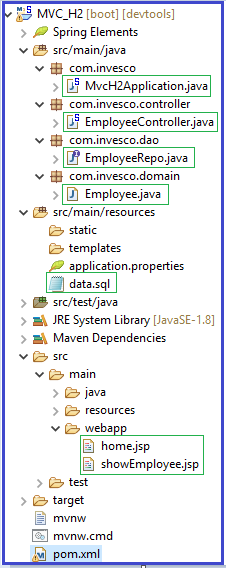 MVC_H2 [boot] [devtools]
Spring Elements
src/main/java
com.invesco
MvcH2Application.java
com.invesco.controller
EmployeeController.java
com.invesco.dao
EmployeeRepo.java
com.invesco.domain
Employee.java
src/main/resources
static
templates
application.properties
data.sql
src/test/java
JRE System Library [JavaSE-1.8]
Maven Dependencies
src
main
java
resources
webapp
home.jsp
showEmployee.jsp
test
target
mvnw
mvnw.cmd
pom.xml